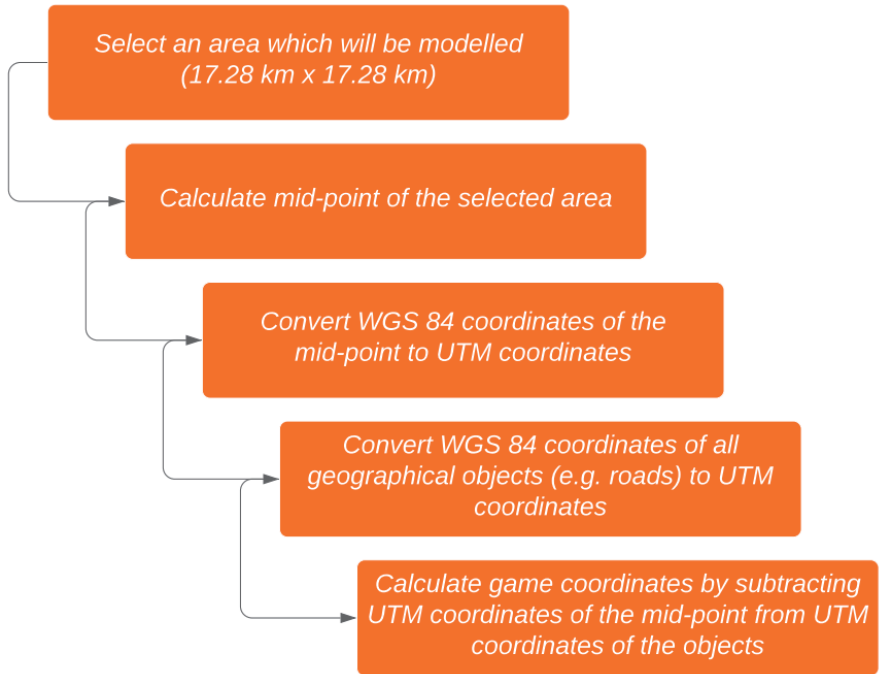 Select an area which will be modelled
(17.28 km x 17.28 km)
Calculate mid-point of the selected area
Convert WGS 84 coordinates of the
mid-point to UTM coordinates
Convert WGS 84 coordinates of all
geographical objects (e.g. roads) to UTM
coordinates
Calculate game coordinates by subtracting
UTM coordinates of the mid-point from UTM
coordinates of the objects